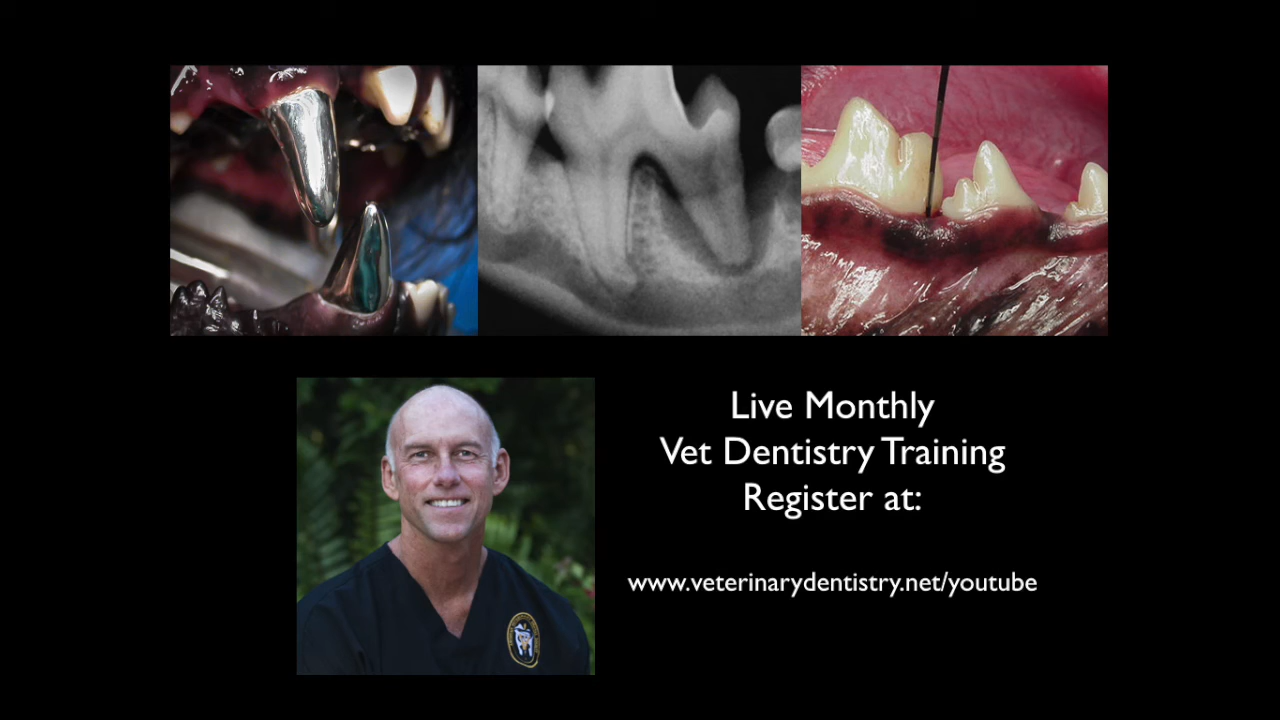 Live Monthly
Vet Dentistry Training
Register at:
www.veterinarydentistry.net/youtube